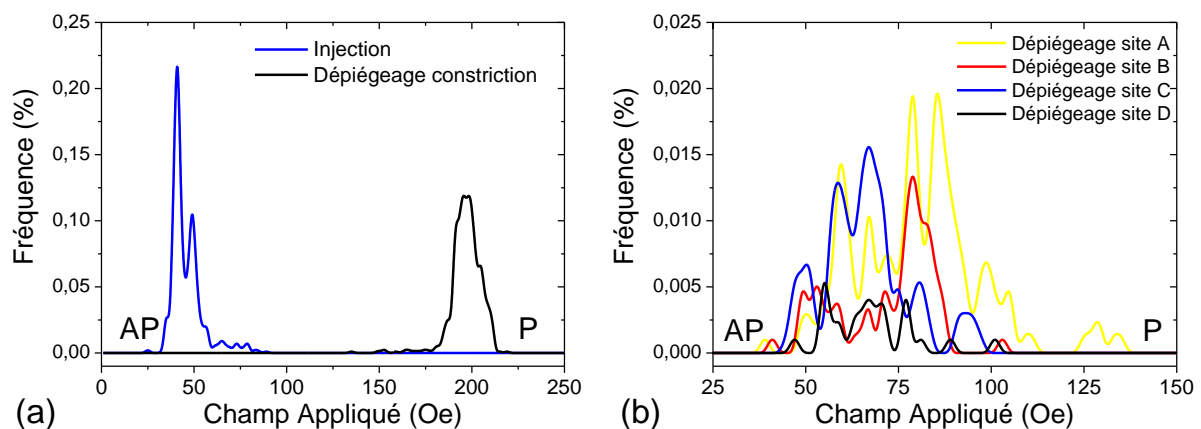 0,25
0,20
0,15
0,10
0,05
0,00
Fréquence (%)
Injection
Dépiégeage constriction
AP
P
0
50
100
150
200
250
Champ Appliqué (Oe)
(a)
0.025
0.020
0.015
0.010
0.005
0.000
Fréquence (%)
Dépiégeage site A
Dépiégeage site B
Dépiégeage site C
Dépiégeage site D
AP
P
25
50
75
100
125
150
Champ Appliqué (Oe)
(b)